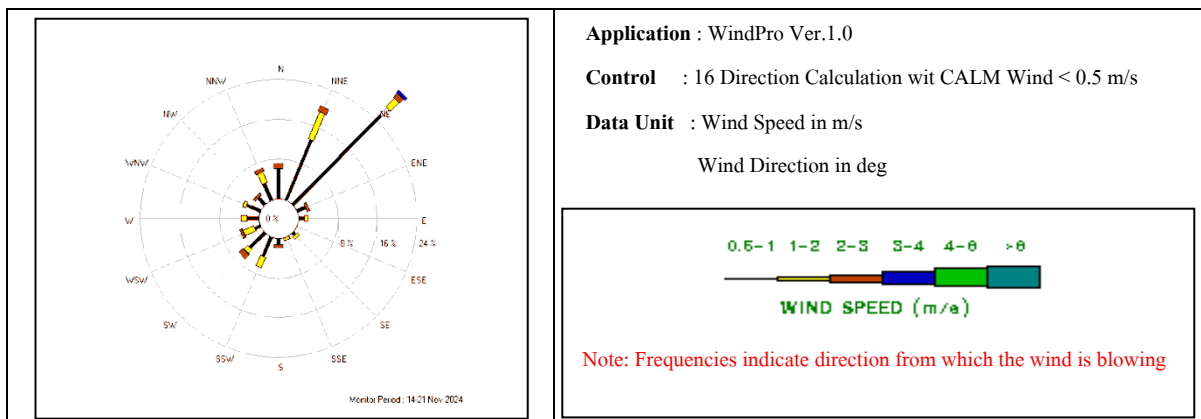 N
NNW
NNE
NW
NE
WNW
ENE
W
0 %
E
8 %
16 %
24 %
WSW
ESE
SW
SE
SSW
SSE
S
Monitor Period : 14-21 Nov 2024
Application : WindPro Ver.1.0
Control : 16 Direction Calculation wit CALM Wind < 0.5 m/s
Data Unit : Wind Speed in m/s
Wind Direction in deg
0.5-1 1-2 2-3 3-4 4-6 >6
WIND SPEED (m/s)
Note: Frequencies indicate direction from which the wind is blowing